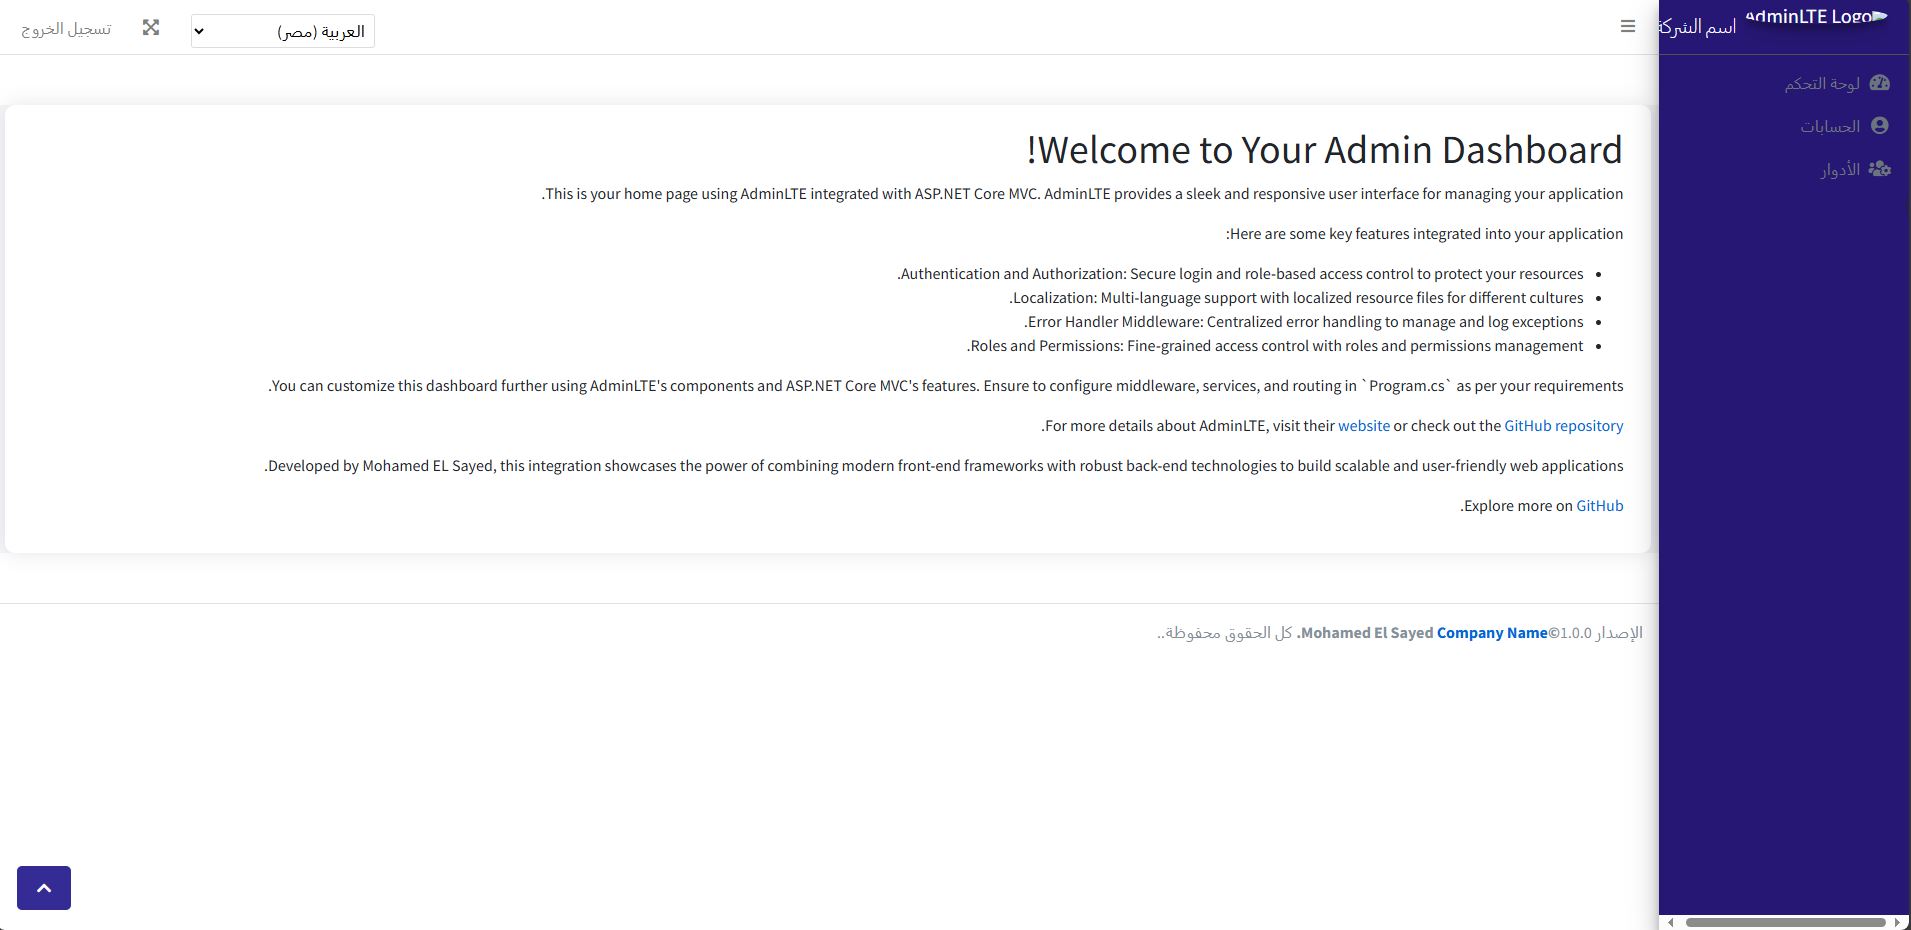 AdminLTE Logo
اسم الشركة
لوحة التحكم
الحسابات
الأدوار
العربية (مصر)
تسجيل الخروج
Welcome to Your Admin Dashboard!
This is your home page using AdminLTE integrated with ASP.NET Core MVC. AdminLTE provides a sleek and responsive user interface for managing your application.
Here are some key features integrated into your application:
• Authentication and Authorization: Secure login and role-based access control to protect your resources.
• Localization: Multi-language support with localized resource files for different cultures.
• Error Handler Middleware: Centralized error handling to manage and log exceptions.
• Roles and Permissions: Fine-grained access control with roles and permissions management.
You can customize this dashboard further using AdminLTE's components and ASP.NET Core MVC's features. Ensure to configure middleware, services, and routing in `Program.cs` as per your requirements.
For more details about AdminLTE, visit their website or check out the GitHub repository.
Developed by Mohamed EL Sayed, this integration showcases the power of combining modern front-end frameworks with robust back-end technologies to build scalable and user-friendly web applications.
Explore more on GitHub.
الإصدار 1.0.0© Mohamed El Sayed Company Name. كل الحقوق محفوظة..